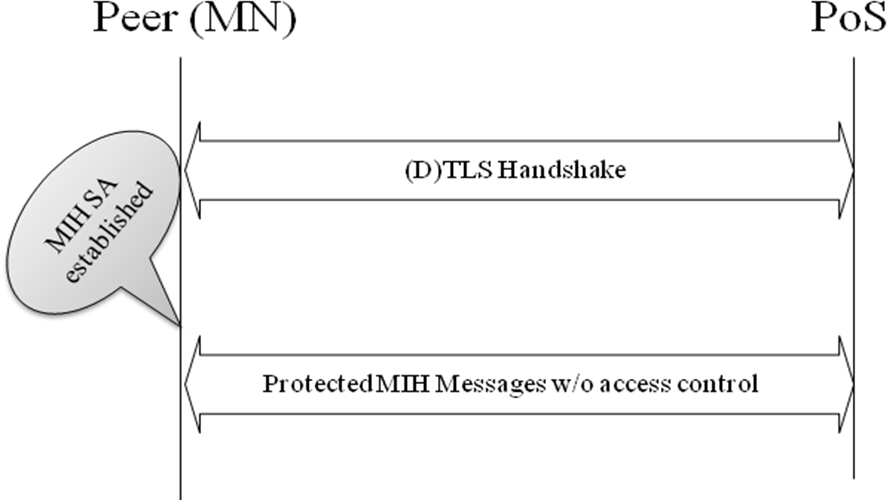 Peer (MN)
PoS
(D)TLS Handshake
MIH SA
established
Protected MIH Messages w/o access control